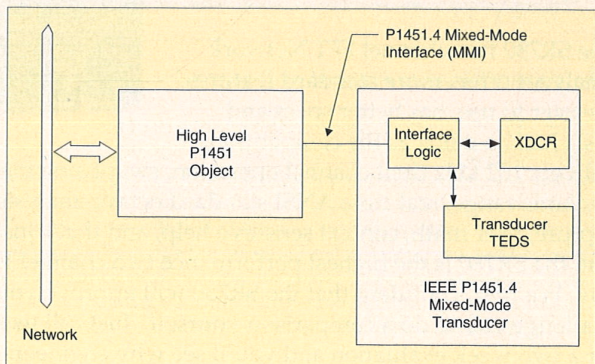 P1451.4 Mixed-Mode
Interface (MMI)
High Level
P1451
Object
Interface
Logic
XDCR
Transducer
TEDS
IEEE P1451.4
Mixed-Mode
Transducer
Network